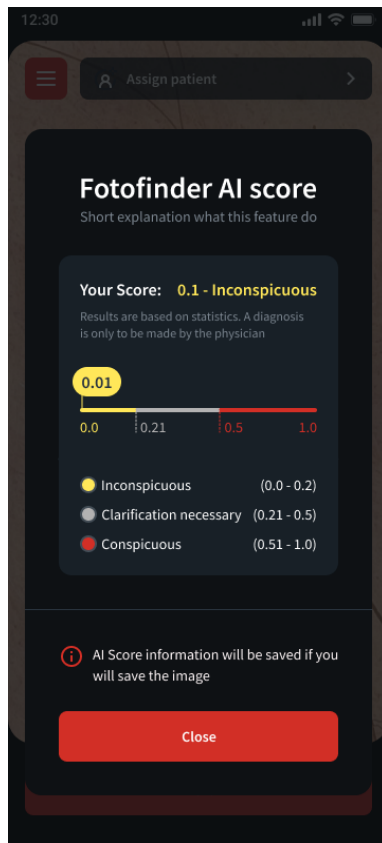 12:30
Assign patient
Fotofinder AI score
Short explanation what this feature do
Your Score: 0.1 - Inconspicuous
Results are based on statistics. A diagnosis
is only to be made by the physician
0.01
0.0 0.21 0.5 1.0
Inconspicuous (0.0 - 0.2)
Clarification necessary (0.21 - 0.5)
Conspicuous (0.51 - 1.0)
AI Score information will be saved if you
will save the image
Close